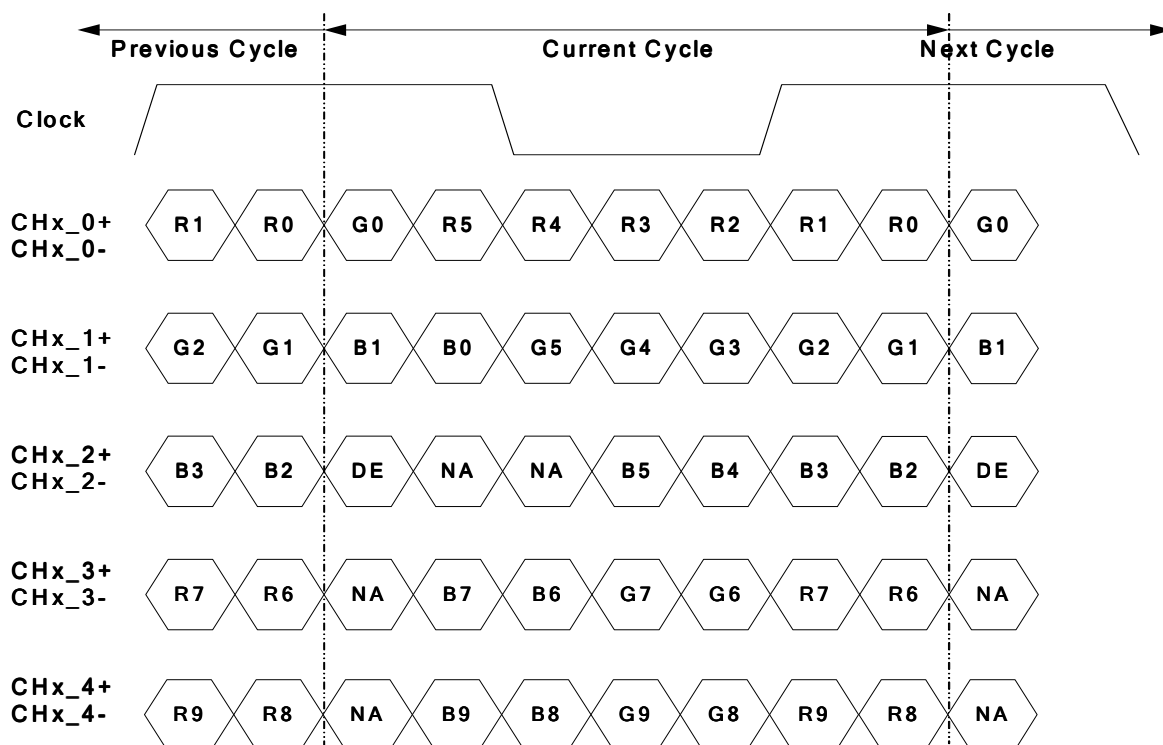 Previous Cycle Current Cycle Next Cycle
Clock
CHx_0+
CHx_0-
R1 R0 G0 R5 R4 R3 R2 R1 R0 G0
CHx_1+
CHx_1-
G2 G1 B1 B0 G5 G4 G3 G2 G1 B1
CHx_2+
CHx_2-
B3 B2 DE NA NA B5 B4 B3 B2 DE
CHx_3+
CHx_3-
R7 R6 NA B7 B6 G7 G6 R7 R6 NA
CHx_4+
CHx_4-
R9 R8 NA B9 B8 G9 G8 R9 R8 NA